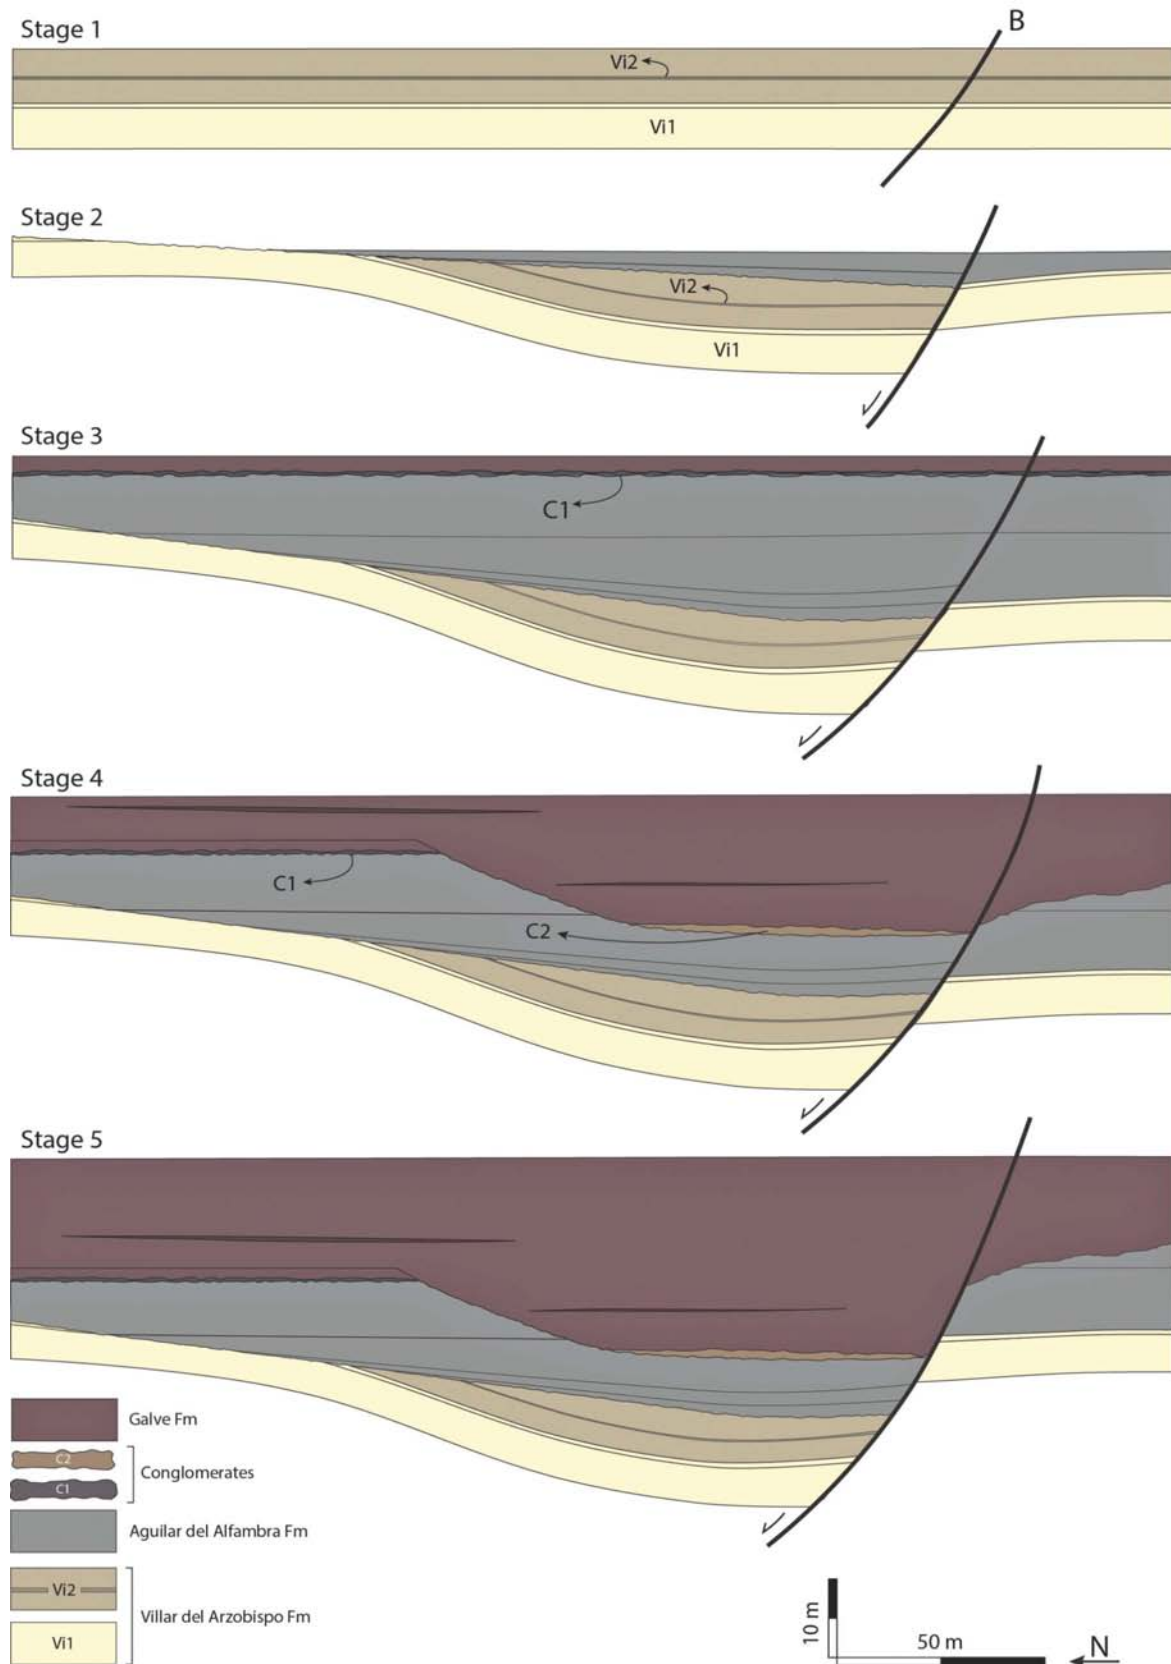 Stage 1
B
Vi2
Vi1
Stage 2
Vi2
Vi1
Stage 3
C1
Stage 4
C1
C2
Stage 5
Galve Fm
C2
Conglomerates
C1
Aguilar del Alfambra Fm
Vi2
Villar del Arzobispo Fm
Vi1
10 m
50 m
N